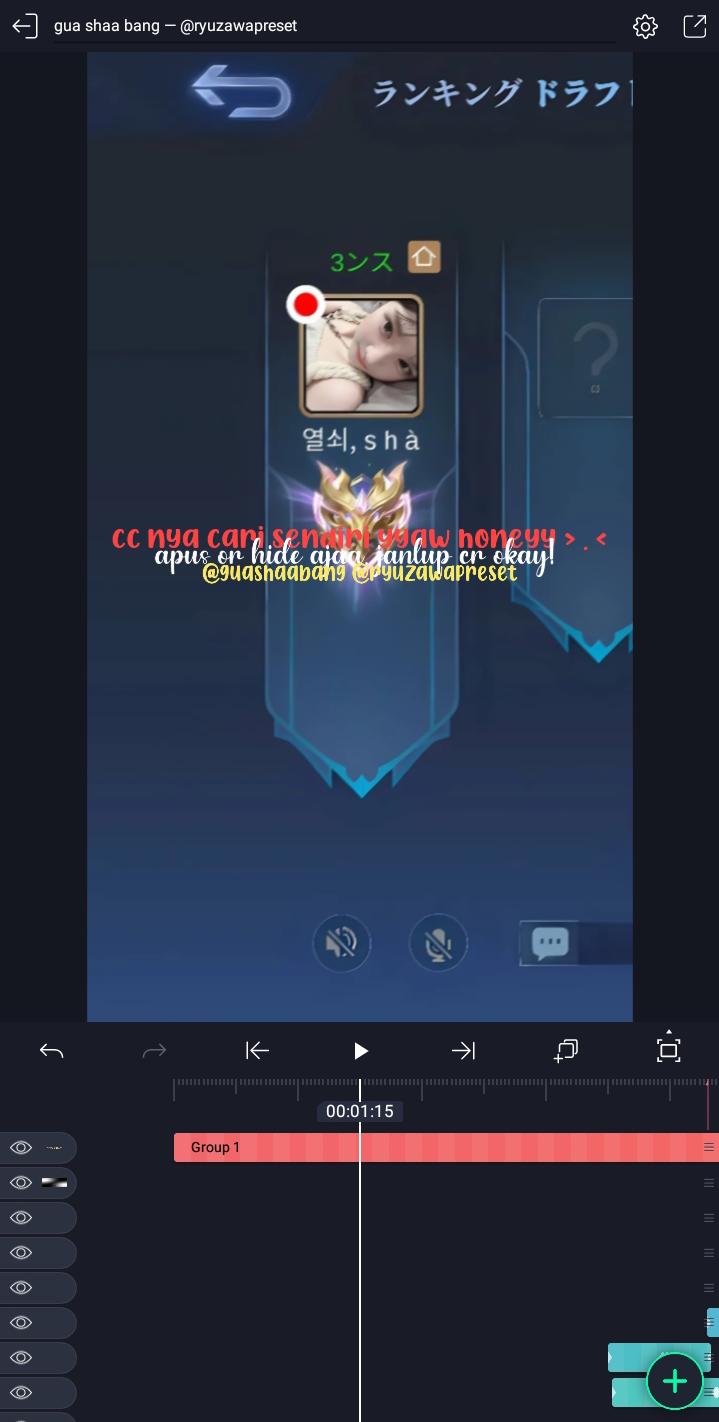 gua shaa bang — @ryuzawapreset
ランキング ドラフト
3ンス
열쇠, s h à
cc nya cari sendiri yyaw honeyy > . <
apus or hide ajaa, janlup cr okay!
@guashaabang @ryuzawapreset
00:01:15
Group 1